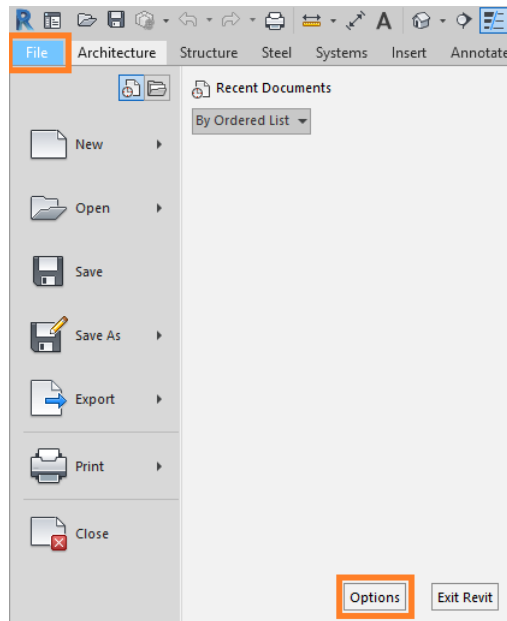 R A
File Architecture Structure Steel Systems Insert Annotate
Recent Documents
By Ordered List
New
Open
Save
Save As
Export
Print
Close
Options Exit Revit